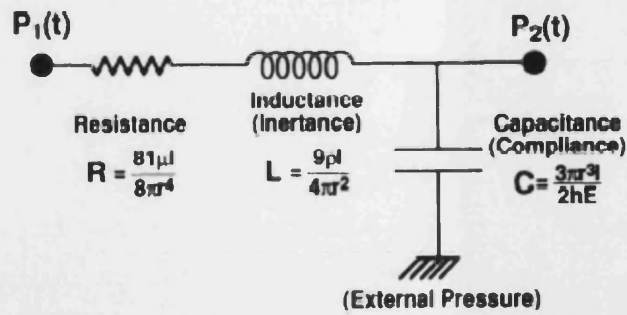 P₁(t)
P₂(t)
Resistance
R = 81μl / 8πr⁴
Inductance
(Inertance)
L = 9ρl / 4πr²
Capacitance
(Compliance)
C = 3πr³l / 2hE
(External Pressure)